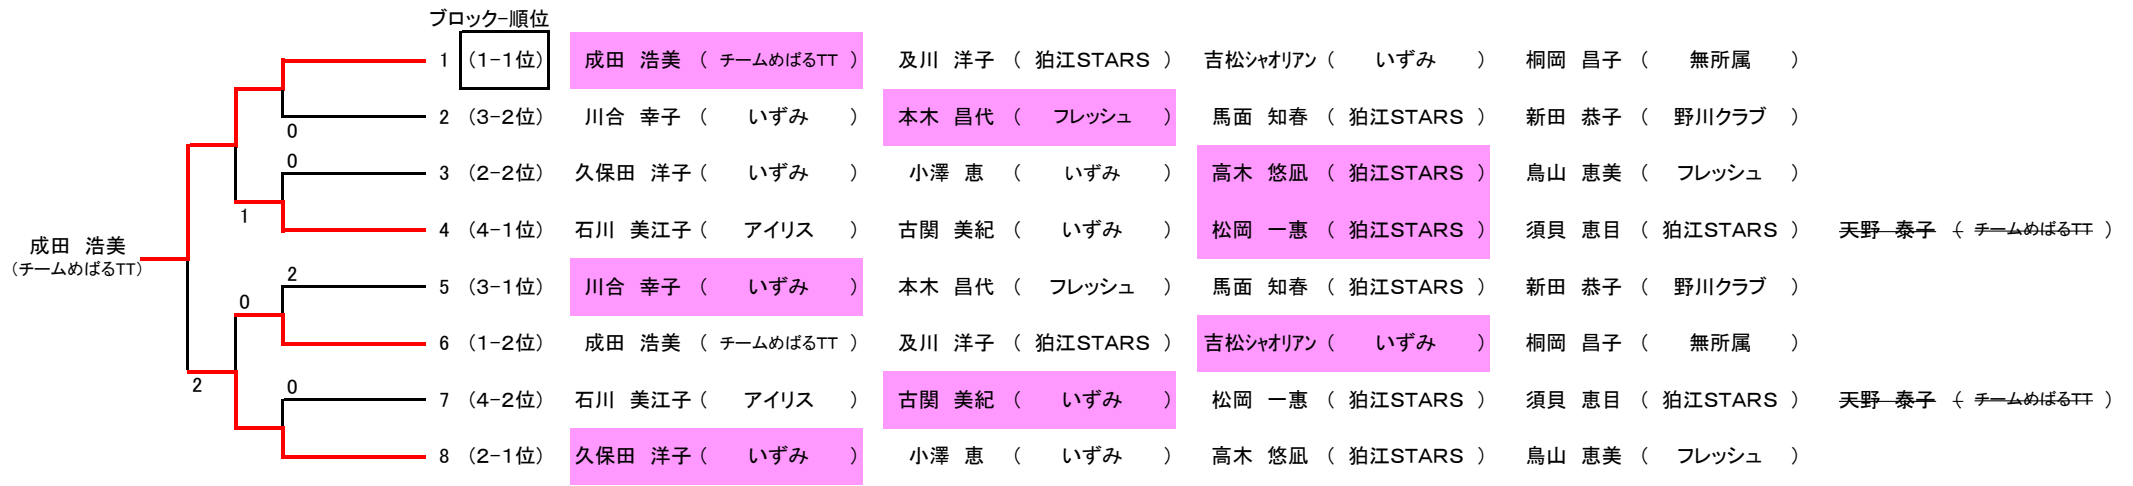 ブロック-順位
1 (1-1位) 成田 浩美 ( チームめばるTT ) 及川 洋子 ( 狛江STARS ) 吉松シャオリアン ( いずみ ) 桐岡 昌子 ( 無所属 )
2 (3-2位) 川合 幸子 ( いずみ ) 本木 昌代 ( フレッシュ ) 馬面 知春 ( 狛江STARS ) 新田 恭子 ( 野川クラブ )
0
0
3 (2-2位) 久保田 洋子 ( いずみ ) 小澤 恵 ( いずみ ) 高木 悠凪 ( 狛江STARS ) 鳥山 恵美 ( フレッシュ )
1
4 (4-1位) 石川 美江子 ( アイリス ) 古関 美紀 ( いずみ ) 松岡 一惠 ( 狛江STARS ) 須貝 恵目 ( 狛江STARS ) 天野 泰子 ( チームめばるTT )
成田 浩美
(チームめばるTT)
2
5 (3-1位) 川合 幸子 ( いずみ ) 本木 昌代 ( フレッシュ ) 馬面 知春 ( 狛江STARS ) 新田 恭子 ( 野川クラブ )
0
6 (1-2位) 成田 浩美 ( チームめばるTT ) 及川 洋子 ( 狛江STARS ) 吉松シャオリアン ( いずみ ) 桐岡 昌子 ( 無所属 )
2
0
7 (4-2位) 石川 美江子 ( アイリス ) 古関 美紀 ( いずみ ) 松岡 一惠 ( 狛江STARS ) 須貝 恵目 ( 狛江STARS ) 天野 泰子 ( チームめばるTT )
8 (2-1位) 久保田 洋子 ( いずみ ) 小澤 恵 ( いずみ ) 高木 悠凪 ( 狛江STARS ) 鳥山 恵美 ( フレッシュ )